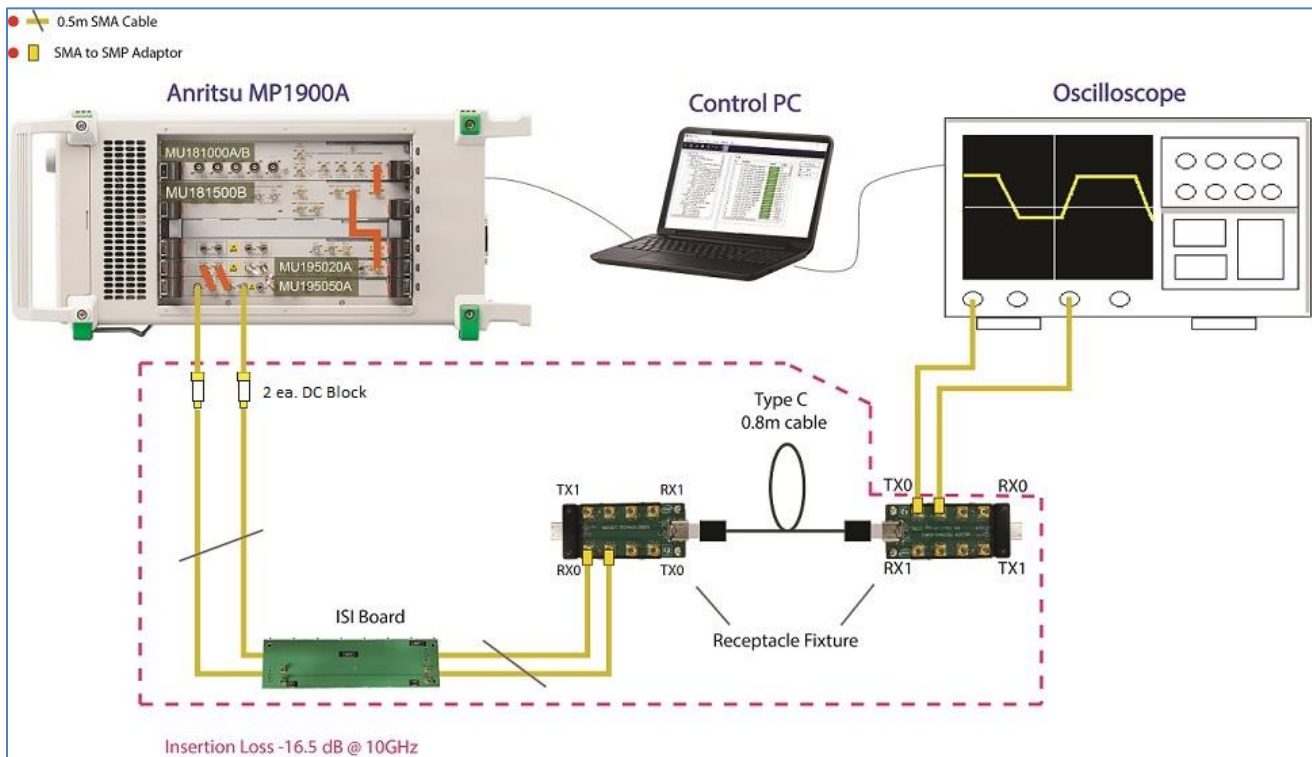 0.5m SMA Cable
SMA to SMP Adaptor
Anritsu MP1900A
Control PC
Oscilloscope
MU181000A/B
MU181500B
MU195020A
MU195050A
2 ea. DC Block
Type C
0.8m cable
TX1
RX1
TX0
RX0
RX0
TX0
RX1
TX1
ISI Board
Receptacle Fixture
Insertion Loss -16.5 dB @ 10GHz